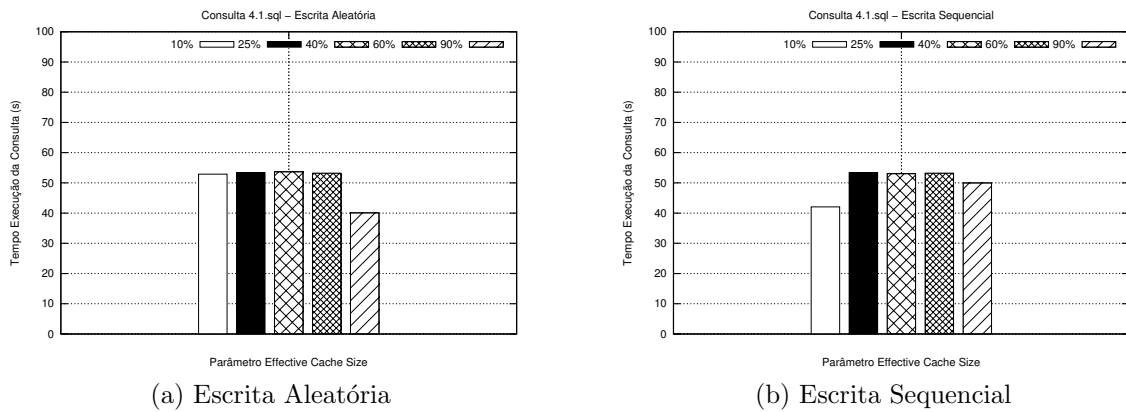 Consulta 4.1.sql – Escrita Aleatória
100
90
80
70
60
50
40
30
20
10
0
10% 25% 40% 60% 90%
Tempo Execução da Consulta (s)
Parâmetro Effective Cache Size
(a) Escrita Aleatória
Consulta 4.1.sql – Escrita Sequencial
100
90
80
70
60
50
40
30
20
10
0
10% 25% 40% 60% 90%
Tempo Execução da Consulta (s)
Parâmetro Effective Cache Size
(b) Escrita Sequencial